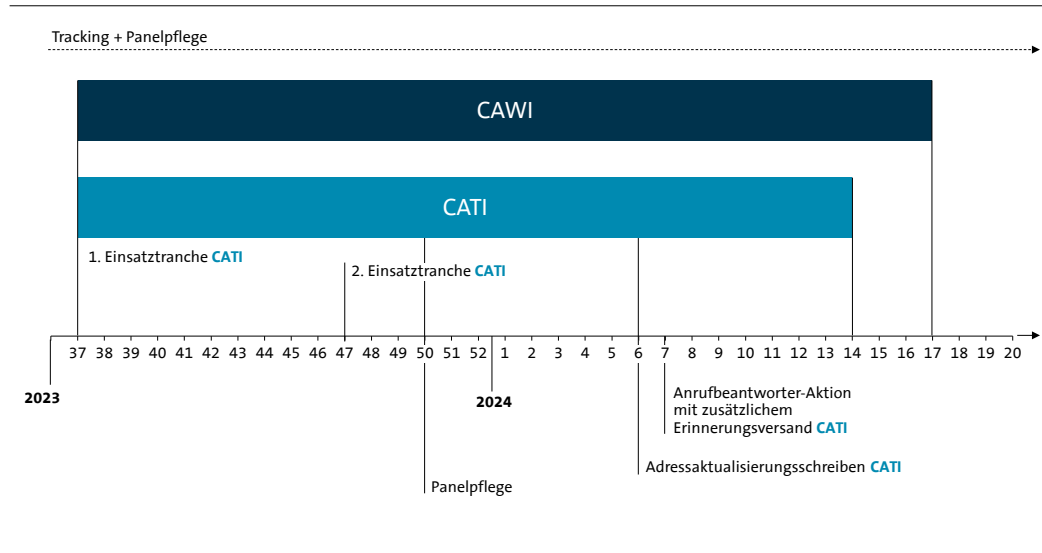 Tracking + Panelpflege
CAWI
CATI
1. Einsatztranche CATI
2. Einsatztranche CATI
37 38 39 40 41 42 43 44 45 46 47 48 49 50 51 52 1 2 3 4 5 6 7 8 9 10 11 12 13 14 15 16 17 18 19 20
2023
2024
Anrufbeantworter-Aktion
mit zusätzlichem
Erinnerungsversand CATI
Adressaktualisierungsschreiben CATI
Panelpflege